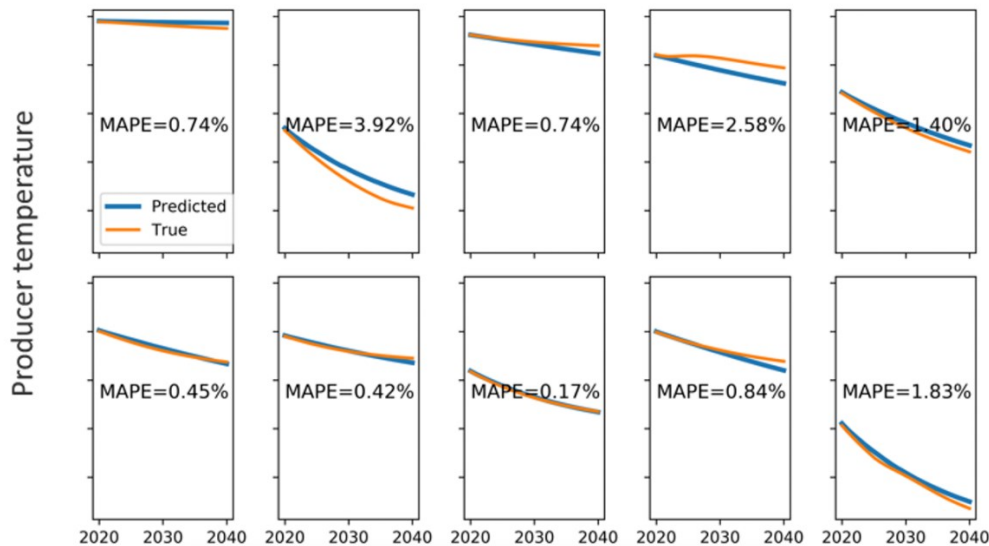 Producer temperature
MAPE=0.74%
MAPE=3.92%
MAPE=0.74%
MAPE=2.58%
MAPE=1.40%
Predicted
True
MAPE=0.45%
MAPE=0.42%
MAPE=0.17%
MAPE=0.84%
MAPE=1.83%
2020 2030 2040
2020 2030 2040
2020 2030 2040
2020 2030 2040
2020 2030 2040